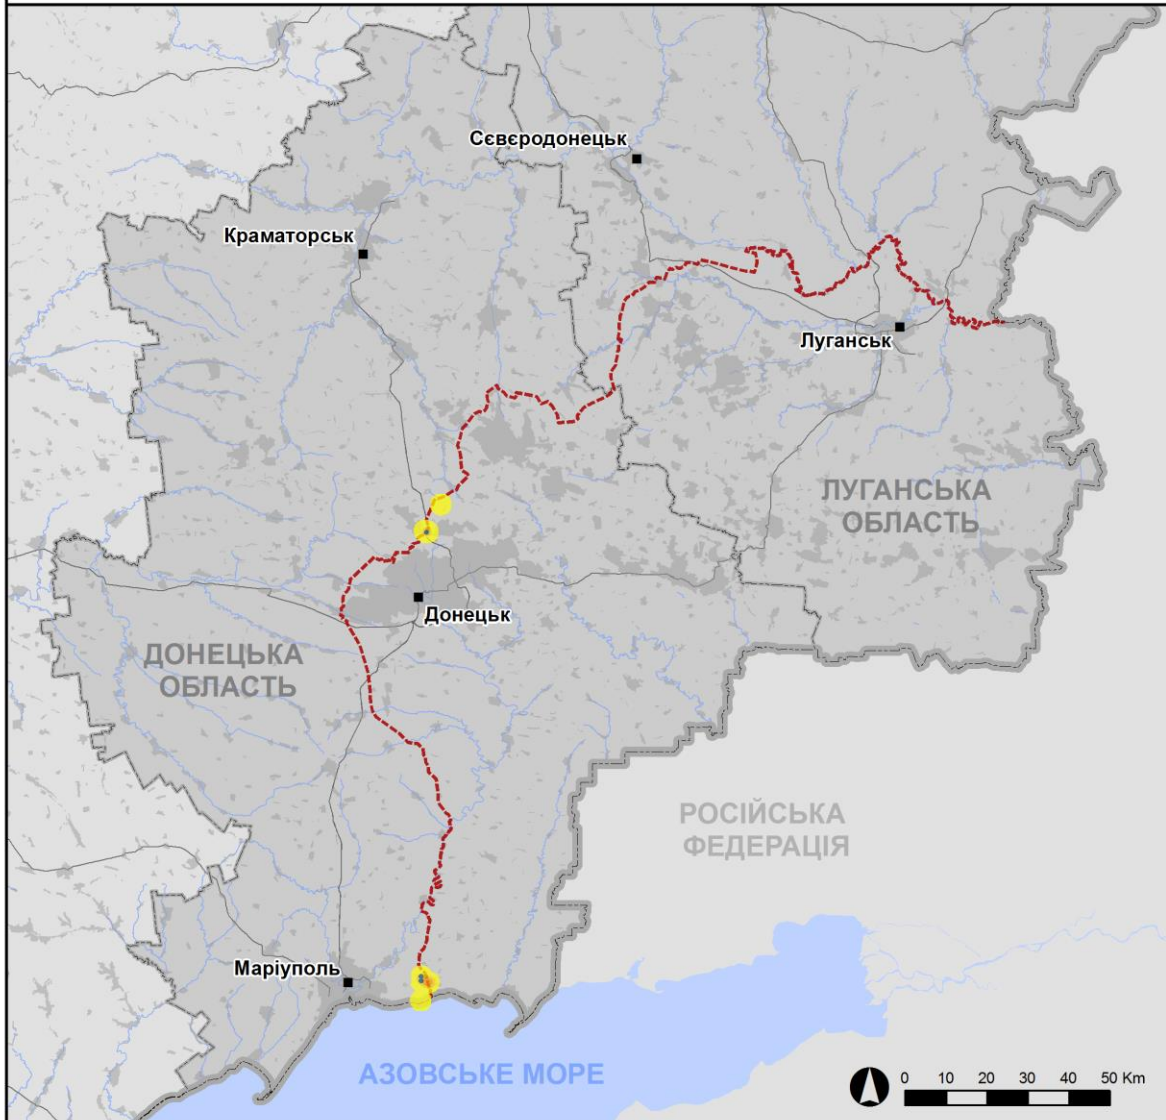 Сєвєродонецьк
Краматорськ
Луганськ
ЛУГАНСЬКА
ОБЛАСТЬ
Донецьк
ДОНЕЦЬКА
ОБЛАСТЬ
РОСІЙСЬКА
ФЕДЕРАЦІЯ
Маріуполь
АЗОВСЬКЕ МОРЕ
0 10 20 30 40 50 Km